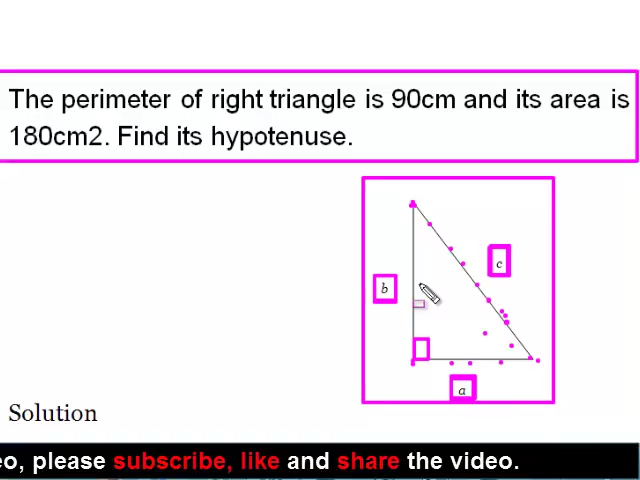 The perimeter of right triangle is 90cm and its area is
180cm2. Find its hypotenuse.
c
b
a
Solution
eo, please subscribe, like and share the video.